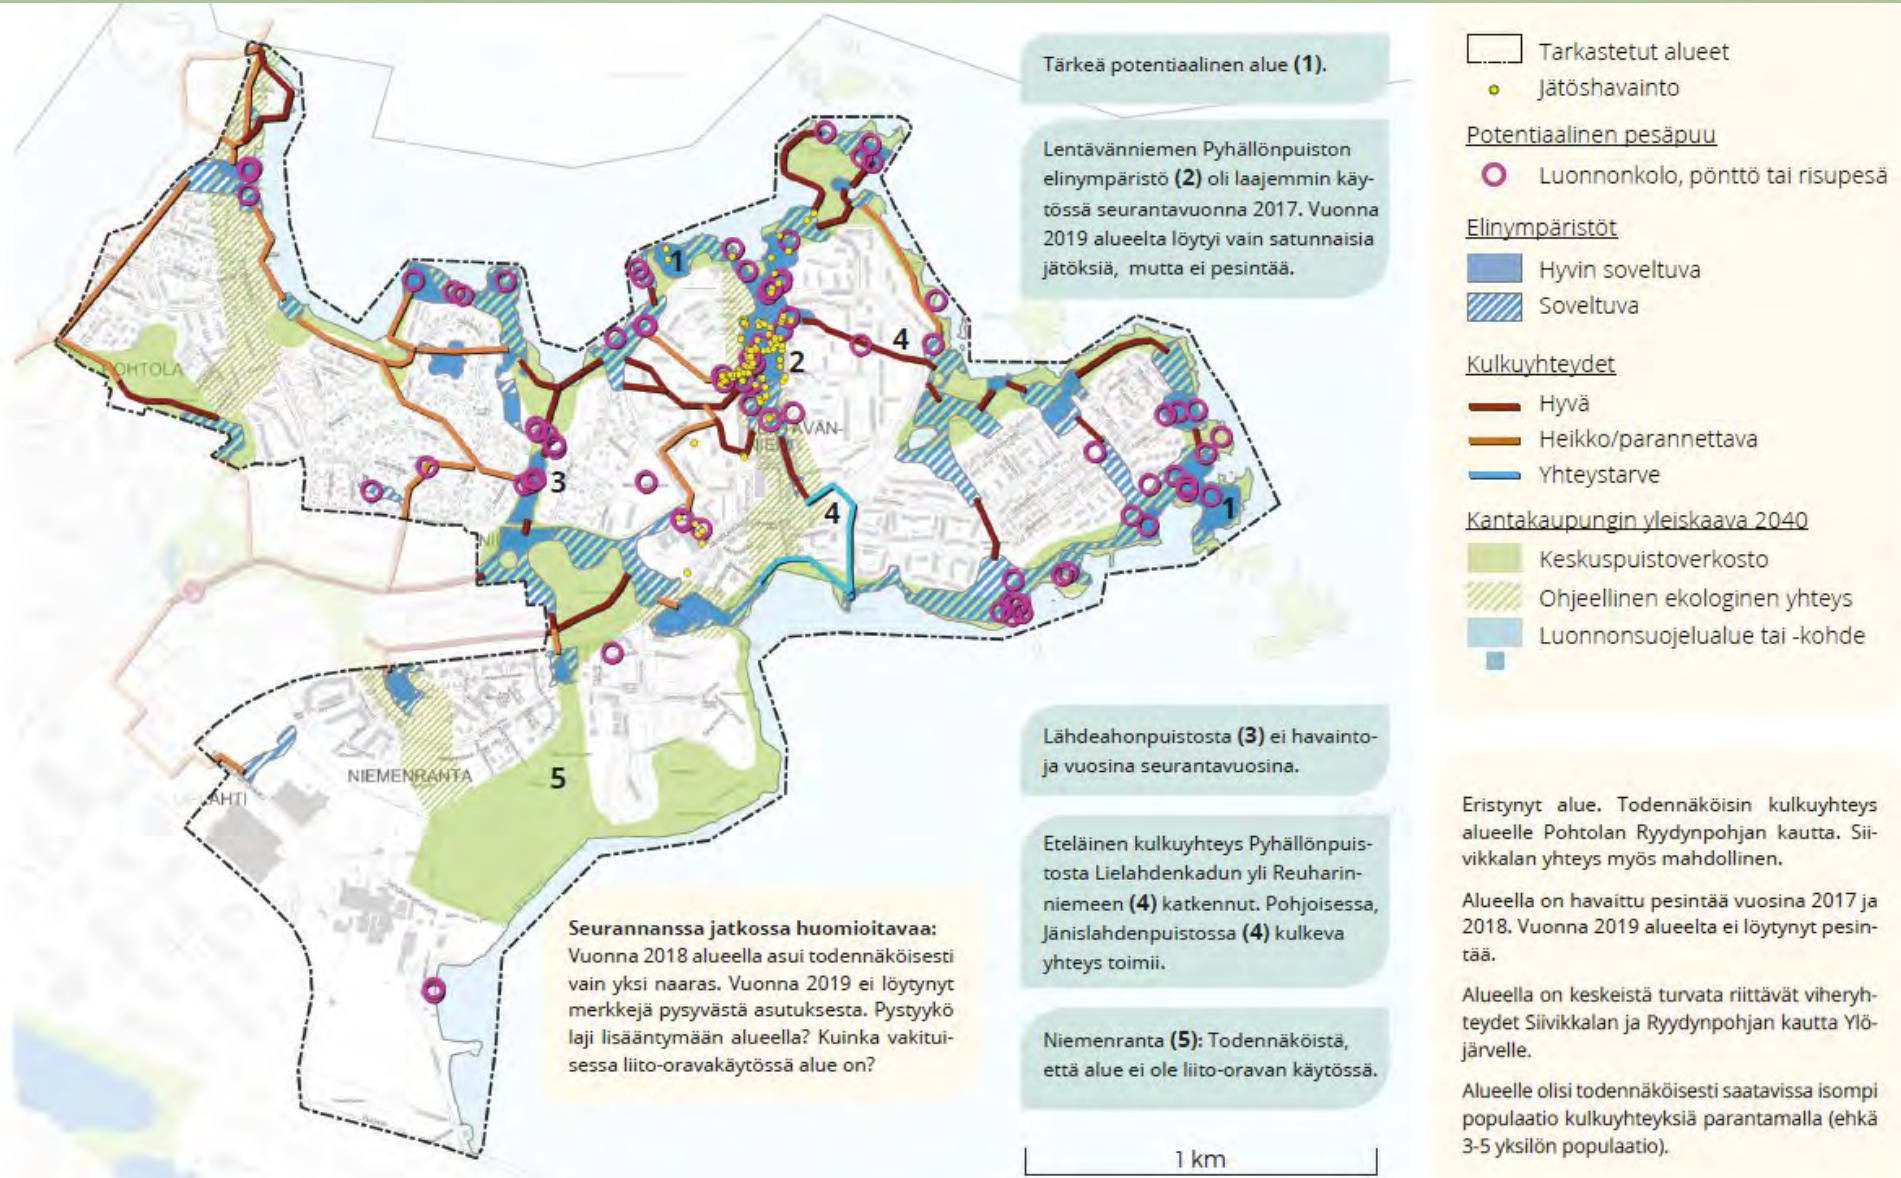 Tärkeä potentiaalinen alue (1).
Lentävänniemen Pyhällönpuiston
elinympäristö (2) oli laajemmin käy-
tössä seurantavuonna 2017. Vuonna
2019 alueelta löytyi vain satunnaisia
jätöksiä, mutta ei pesintää.
Lähdeahonpuistosta (3) ei havainto-
ja vuosina seurantavuosina.
Eteläinen kulkuyhteys Pyhällönpuis-
tosta Lielahdenkadun yli Reuharin-
niemeen (4) katkennut. Pohjoisessa,
Jänislahdenpuistossa (4) kulkeva
yhteys toimii.
Niemenranta (5): Todennäköistä,
että alue ei ole liito-oravan käytössä.
1 km
Seurannanssa jatkossa huomioitavaa:
Vuonna 2018 alueella asui todennäköisesti
vain yksi naaras. Vuonna 2019 ei löytynyt
merkkejä pysyvästä asutuksesta. Pystyykö
laji lisääntymään alueella? Kuinka vakitui-
sessa liito-oravakäytössä alue on?
1
2
4
3
4
1
5
NIEMENRANTA
Tarkastetut alueet
Jätöshavainto
Potentiaalinen pesäpuu
Luonnonkolo, pönttö tai risupesä
Elinympäristöt
Hyvin soveltuva
Soveltuva
Kulkuyhteydet
Hyvä
Heikko/parannettava
Yhteystarve
Kantakaupungin yleiskaava 2040
Keskuspuistoverkosto
Ohjeellinen ekologinen yhteys
Luonnonsuojelualue tai -kohde
Eristynyt alue. Todennäköisin kulkuyhteys
alueelle Pohtolan Ryydynpohjan kautta. Sii-
vikkalan yhteys myös mahdollinen.
Alueella on havaittu pesintää vuosina 2017 ja
2018. Vuonna 2019 alueelta ei löytynyt pesin-
tää.
Alueella on keskeistä turvata riittävät viheryh-
teydet Siivikkalan ja Ryydynpohjan kautta Ylö-
järvelle.
Alueelle olisi todennäköisesti saatavissa isompi
populaatio kulkuyhteyksiä parantamalla (ehkä
3-5 yksilön populaatio).